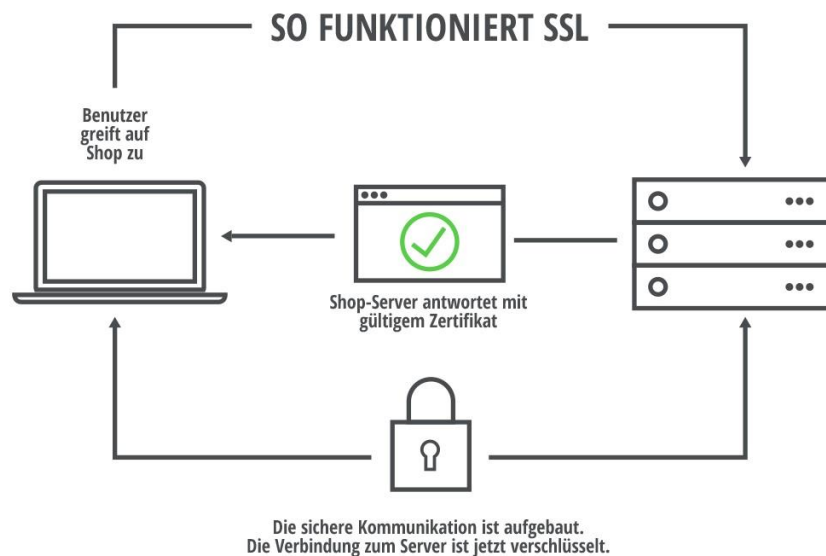 SO FUNKTIONIERT SSL
Benutzer
greift auf
Shop zu
Shop-Server antwortet mit
gültigem Zertifikat
Die sichere Kommunikation ist aufgebaut.
Die Verbindung zum Server ist jetzt verschlüsselt.